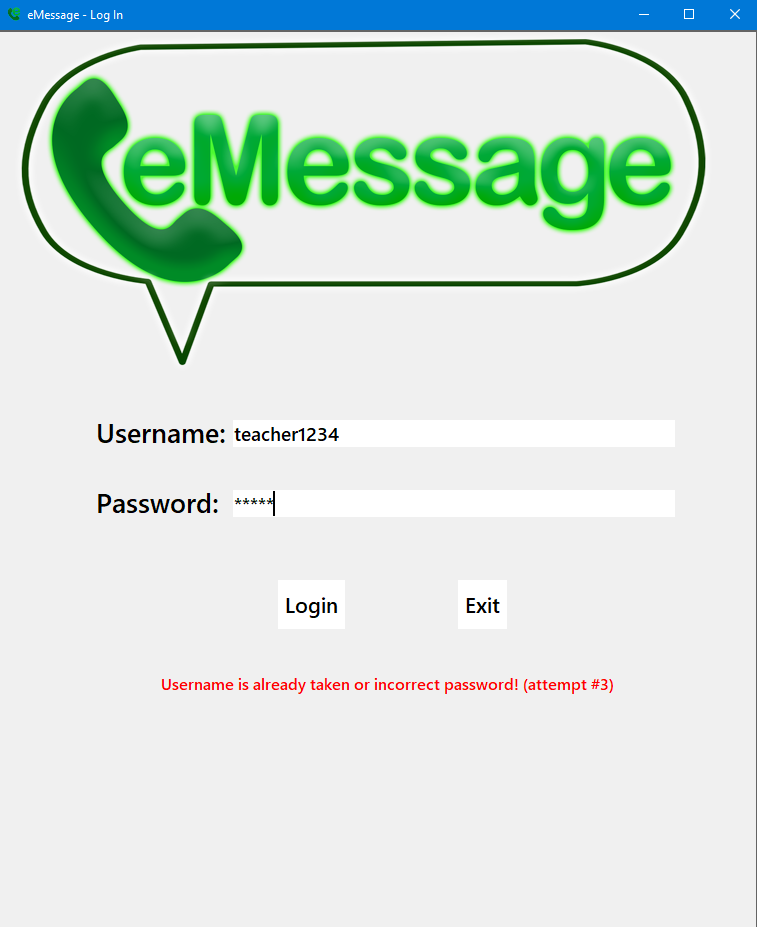 eMessage - Log In
eMessage
Username: teacher1234
Password: *****
Login Exit
Username is already taken or incorrect password! (attempt #3)